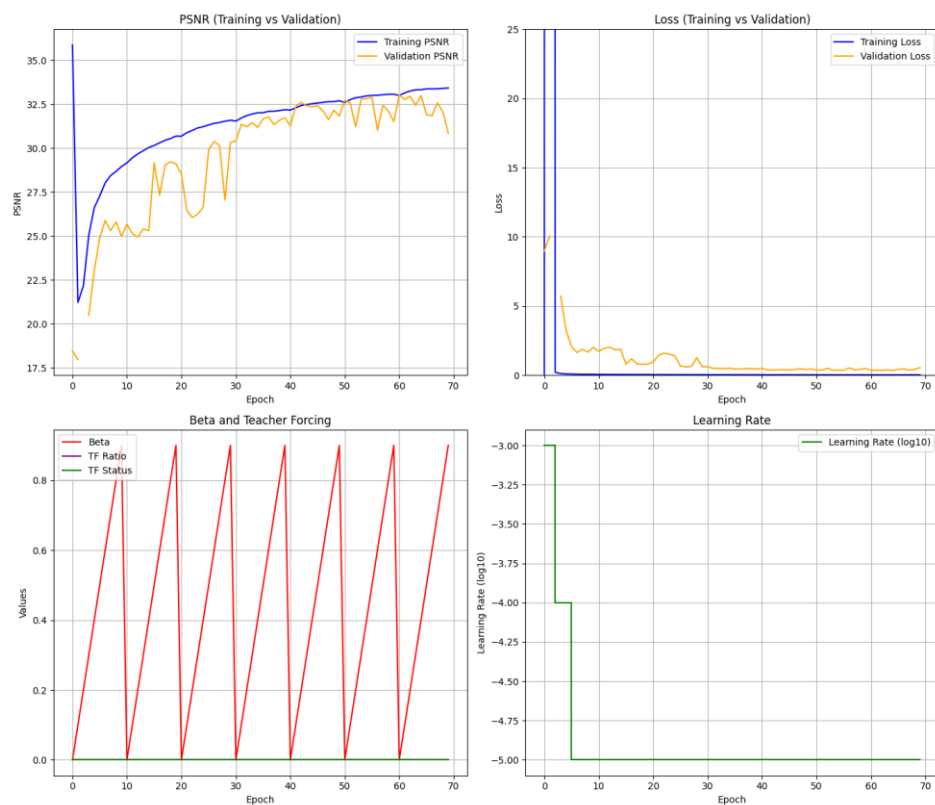 PSNR (Training vs Validation)
Training PSNR
Validation PSNR
35.0
32.5
30.0
27.5
25.0
22.5
20.0
17.5
PSNR
0 10 20 30 40 50 60 70
Epoch
Loss (Training vs Validation)
Training Loss
Validation Loss
25
20
15
10
5
0
Loss
0 10 20 30 40 50 60 70
Epoch
Beta and Teacher Forcing
Beta
TF Ratio
TF Status
0.8
0.6
0.4
0.2
0.0
Values
0 10 20 30 40 50 60 70
Epoch
Learning Rate
Learning Rate (log10)
−3.00
−3.25
−3.50
−3.75
−4.00
−4.25
−4.50
−4.75
−5.00
Learning Rate (log10)
0 10 20 30 40 50 60 70
Epoch